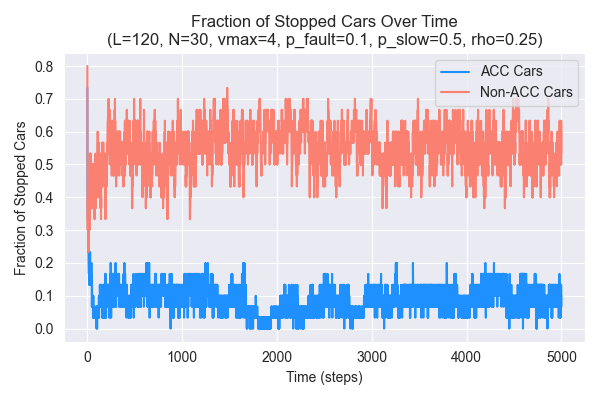 Fraction of Stopped Cars Over Time
(L=120, N=30, vmax=4, p_fault=0.1, p_slow=0.5, rho=0.25)
ACC Cars
Non-ACC Cars
Fraction of Stopped Cars
0.8
0.7
0.6
0.5
0.4
0.3
0.2
0.1
0.0
0 1000 2000 3000 4000 5000
Time (steps)